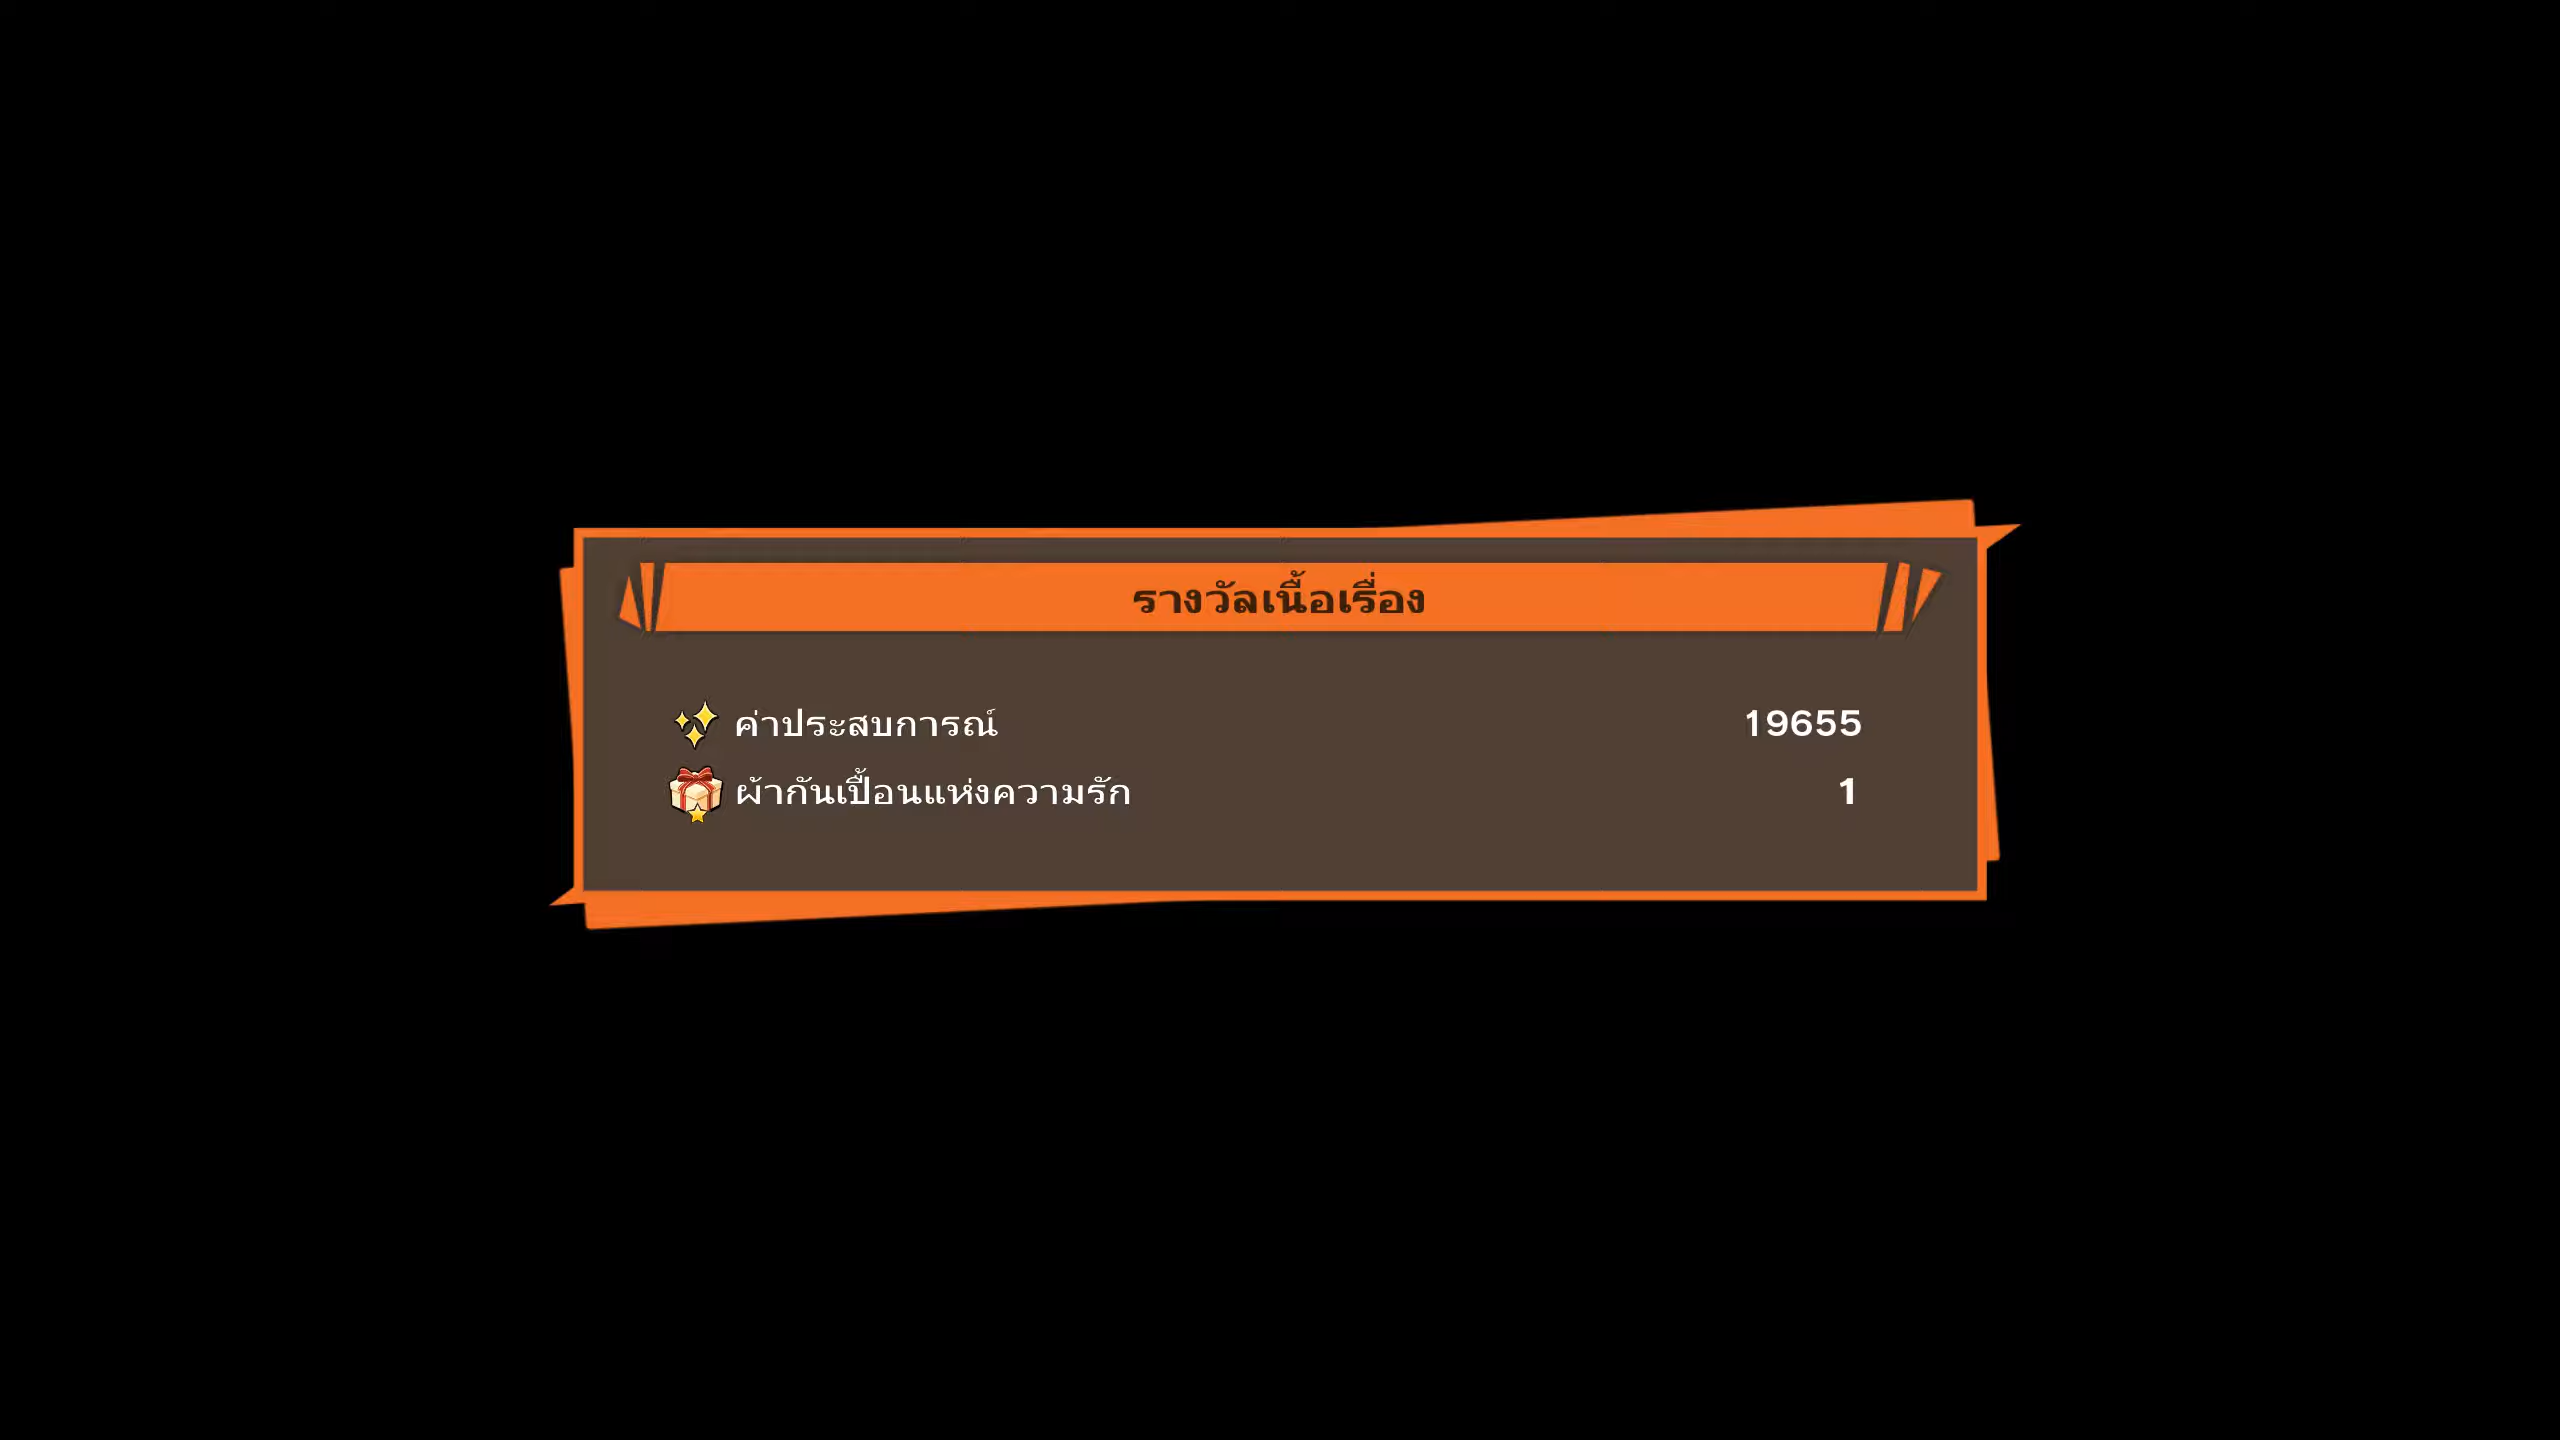 รางวัลเนื้อเรื่อง
ค่าประสบการณ์ 19655
ผ้ากันเปื้อนแห่งความรัก 1